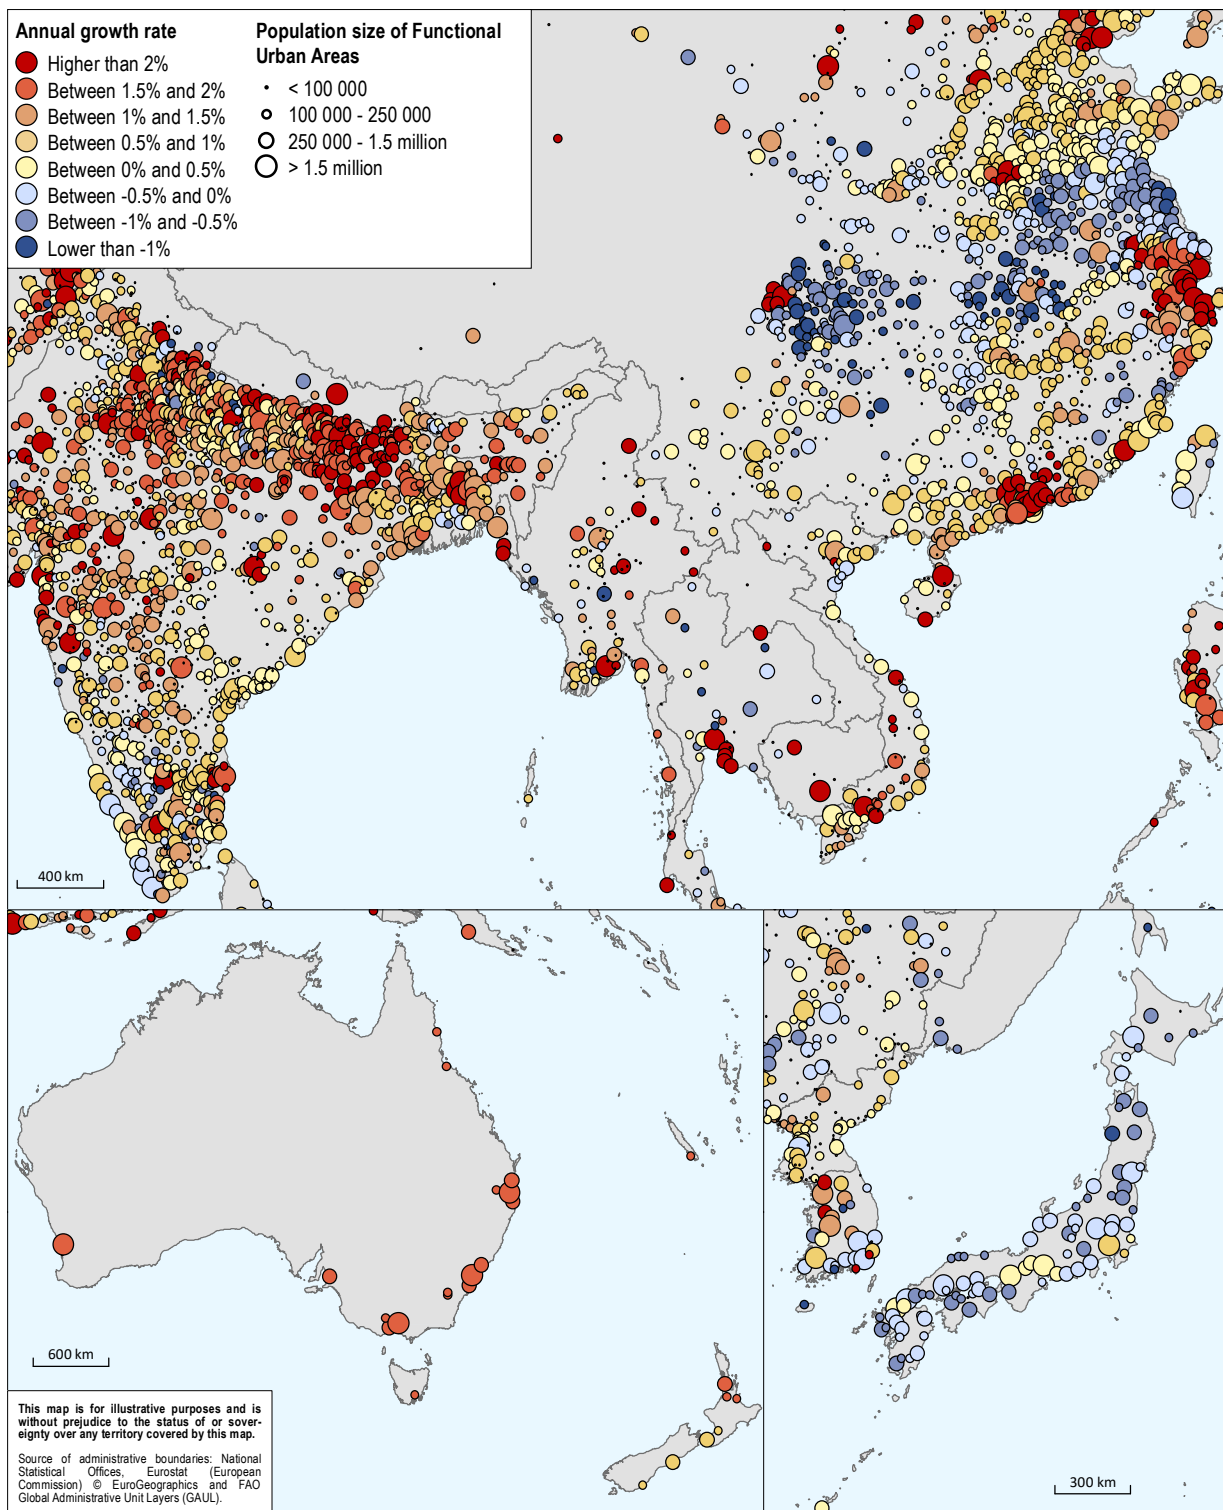 Annual growth rate
Higher than 2%
Between 1.5% and 2%
Between 1% and 1.5%
Between 0.5% and 1%
Between 0% and 0.5%
Between -0.5% and 0%
Between -1% and -0.5%
Lower than -1%
Population size of Functional
Urban Areas
< 100 000
100 000 - 250 000
250 000 - 1.5 million
> 1.5 million
400 km
600 km
300 km
This map is for illustrative purposes and is
without prejudice to the status of or sover-
eignty over any territory covered by this map.
Source of administrative boundaries: National
Statistical Offices, Eurostat (European
Commission) © EuroGeographics and FAO
Global Administrative Unit Layers (GAUL).